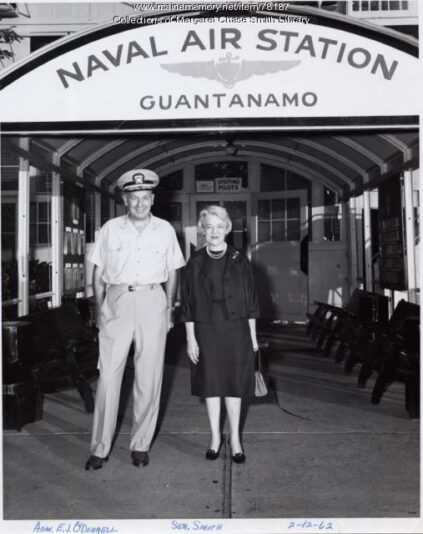 www.mainememory.net/item/78187
Collections of Margaret Chase Smith Library
NAVAL AIR STATION
GUANTANAMO
VISITING
PILOTS
ADM. E.J. O'DONNELL SEN. SMITH 2-12-62